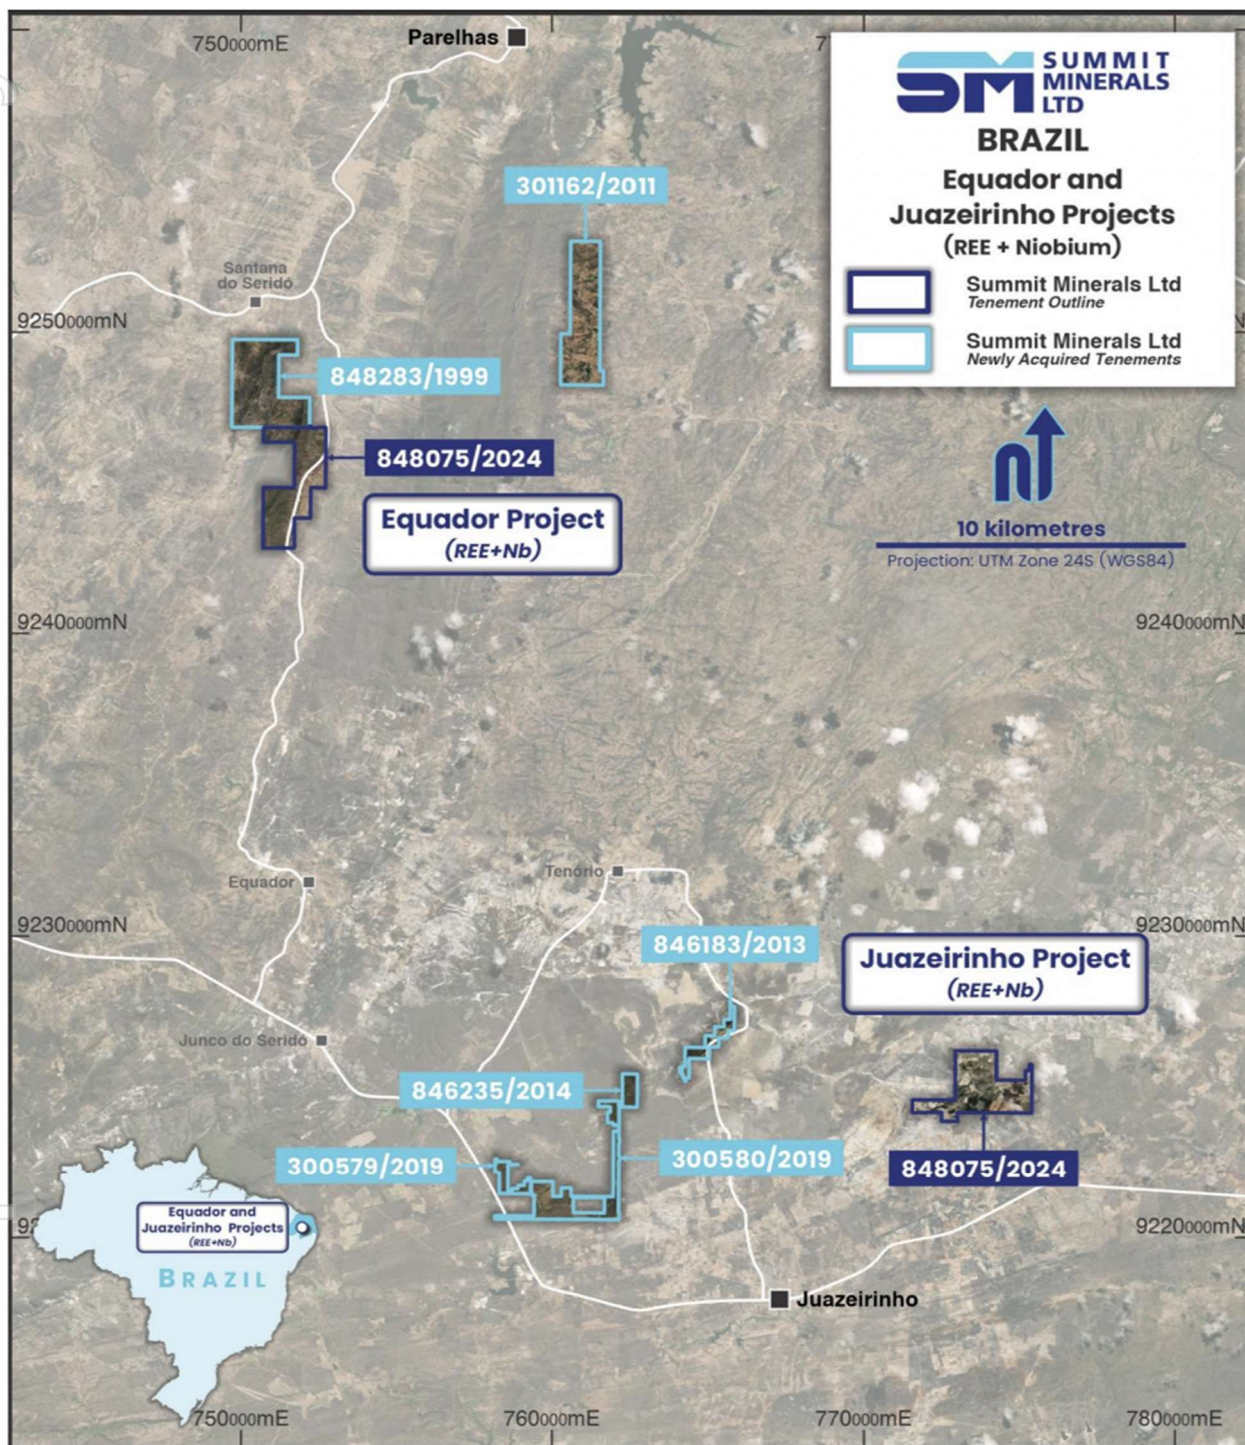 750000mE
Parelhas
SUMMIT
MINERALS
LTD
BRAZIL
Equador and
Juazeirinho Projects
(REE + Niobium)
Summit Minerals Ltd
Tenement Outline
Summit Minerals Ltd
Newly Acquired Tenements
301162/2011
Santana
do Seridó
9250000mN
848283/1999
848075/2024
Equador Project
(REE+Nb)
10 kilometres
Projection: UTM Zone 24S (WGS84)
9240000mN
9240000mN
Equador
Tenório
9230000mN
9230000mN
846183/2013
Juazeirinho Project
(REE+Nb)
Junco do Seridó
846235/2014
300579/2019
300580/2019
848075/2024
Equador and
Juazeirinho Projects
(REE+Nb)
BRAZIL
9220000mN
Juazeirinho
750000mE
760000mE
770000mE
780000mE